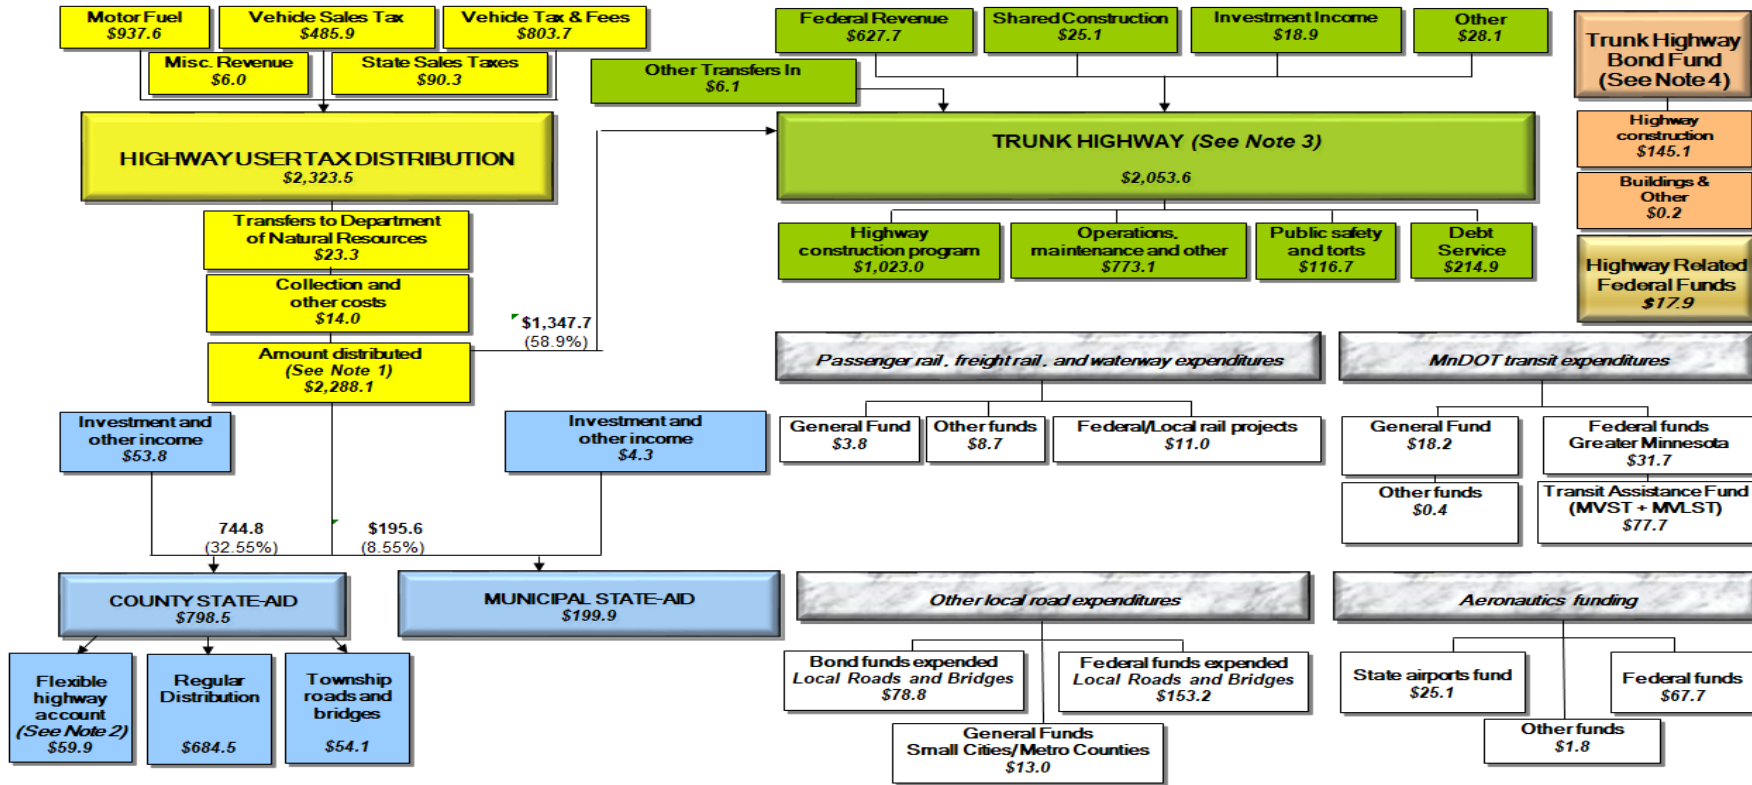 Motor Fuel
$937.6
Vehicle Sales Tax
$485.9
Vehicle Tax & Fees
$803.7
Misc. Revenue
$6.0
State Sales Taxes
$90.3
HIGHWAY USER TAX DISTRIBUTION
$2,323.5
Transfers to Department
of Natural Resources
$23.3
Collection and
other costs
$14.0
Amount distributed
(See Note 1)
$2,288.1
$1,347.7
(58.9%)
Federal Revenue
$627.7
Shared Construction
$25.1
Investment Income
$18.9
Other
$28.1
Other Transfers In
$6.1
TRUNK HIGHWAY (See Note 3)
$2,053.6
Highway
construction program
$1,023.0
Operations,
maintenance and other
$773.1
Public safety
and torts
$116.7
Debt
Service
$214.9
Trunk Highway
Bond Fund
(See Note 4)
Highway
construction
$145.1
Buildings &
Other
$0.2
Highway Related
Federal Funds
$17.9
Investment and
other income
$53.8
Investment and
other income
$4.3
744.8
(32.55%)
$195.6
(8.55%)
COUNTY STATE-AID
$798.5
MUNICIPAL STATE-AID
$199.9
Flexible
highway
account
(See Note 2)
$59.9
Regular
Distribution
$684.5
Township
roads and
bridges
$54.1
Passenger rail, freight rail, and waterway expenditures
General Fund
$3.8
Other funds
$8.7
Federal/Local rail projects
$11.0
MnDOT transit expenditures
General Fund
$18.2
Federal funds
Greater Minnesota
$31.7
Other funds
$0.4
Transit Assistance Fund
(MVST + MVLST)
$77.7
Other local road expenditures
Bond funds expended
Local Roads and Bridges
$78.8
Federal funds expended
Local Roads and Bridges
$153.2
General Funds
Small Cities/Metro Counties
$13.0
Aeronautics funding
State airports fund
$25.1
Federal funds
$67.7
Other funds
$1.8